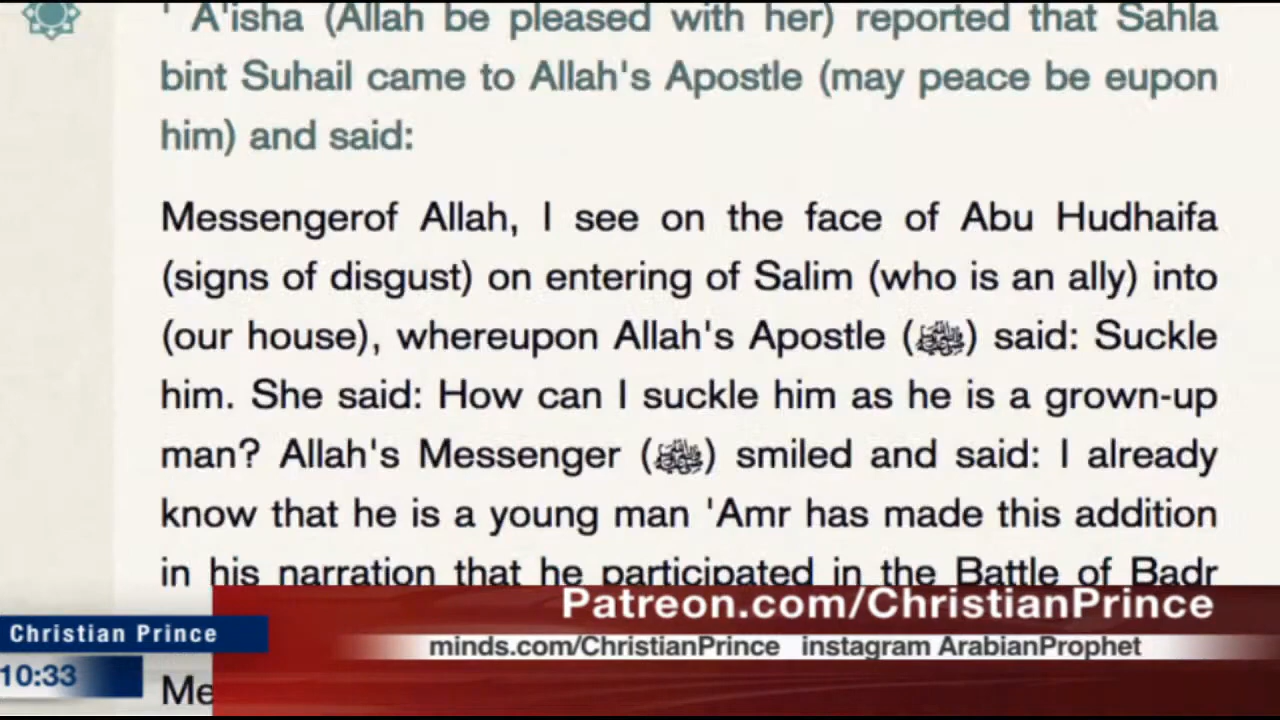 ' A'isha (Allah be pleased with her) reported that Sahla
bint Suhail came to Allah's Apostle (may peace be eupon
him) and said:
Messengerof Allah, I see on the face of Abu Hudhaifa
(signs of disgust) on entering of Salim (who is an ally) into
(our house), whereupon Allah's Apostle (ﷺ) said: Suckle
him. She said: How can I suckle him as he is a grown-up
man? Allah's Messenger (ﷺ) smiled and said: I already
know that he is a young man 'Amr has made this addition
in his narration that he participated in the Battle of Badr
Me
Patreon.com/ChristianPrince
minds.com/ChristianPrince instagram ArabianProphet
Christian Prince
10:33